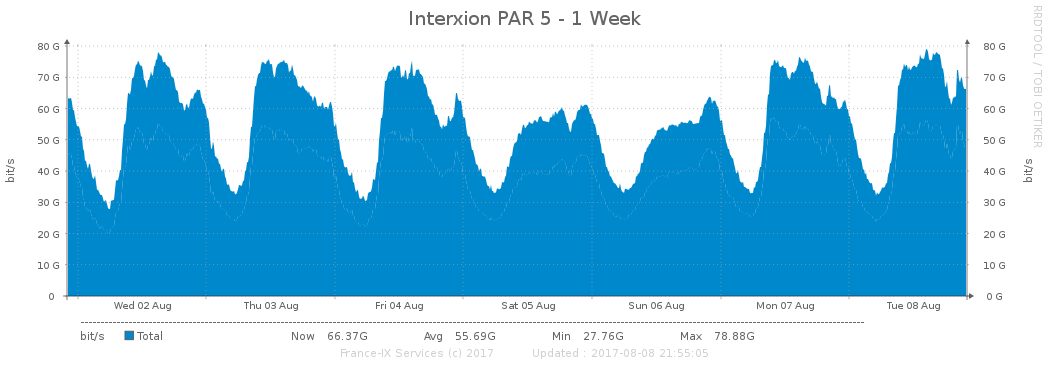 Interxion PAR 5 - 1 Week
RRDTOOL / TOBI OETIKER
80 G 80 G
70 G 70 G
60 G 60 G
50 G 50 G
40 G 40 G
30 G 30 G
20 G 20 G
10 G 10 G
0 0 G
bit/s bit/s
Wed 02 Aug Thu 03 Aug Fri 04 Aug Sat 05 Aug Sun 06 Aug Mon 07 Aug Tue 08 Aug
bit/s Total Now 66.37G Avg 55.69G Min 27.76G Max 78.88G
France-IX Services (c) 2017 Updated : 2017-08-08 21:55:05